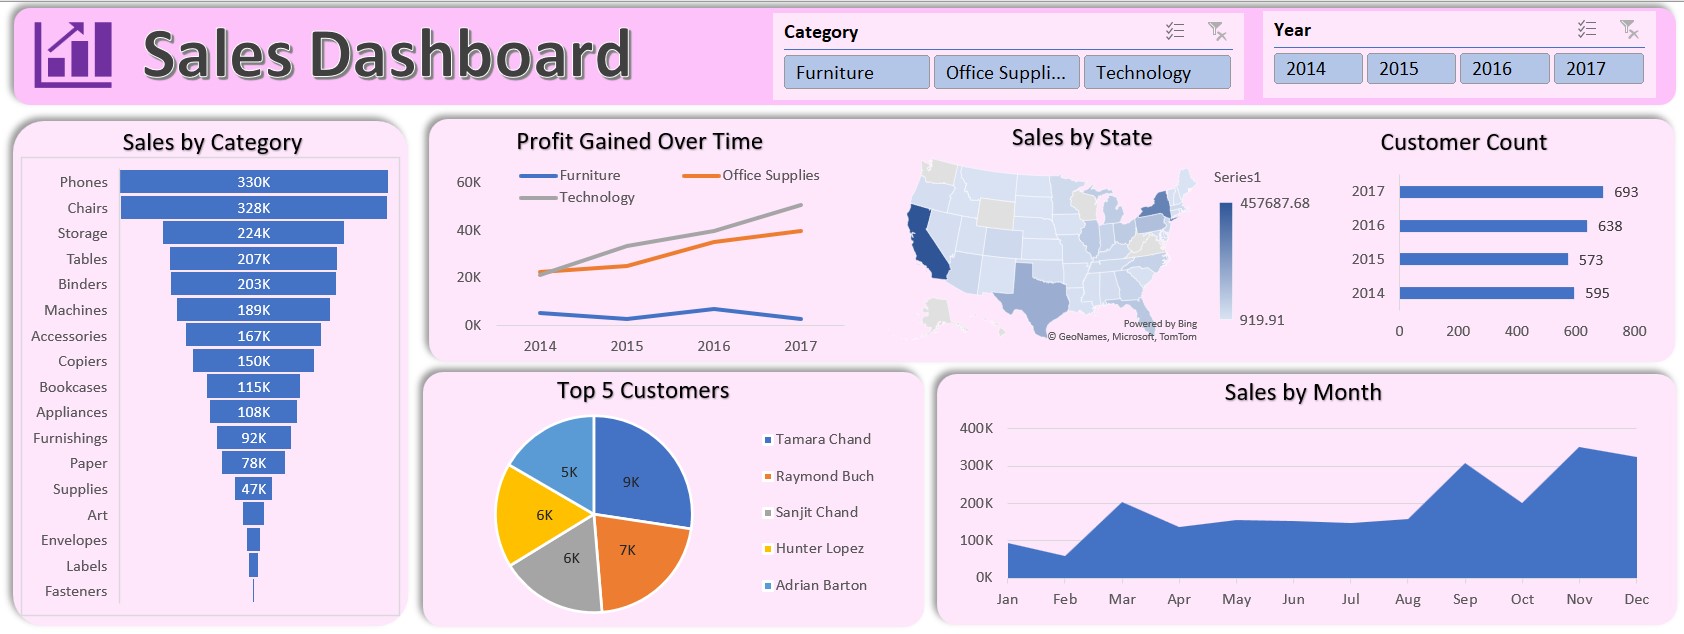 Sales Dashboard
Category
Furniture
Office Suppli...
Technology
Year
2014
2015
2016
2017
Sales by Category
Phones 330K
Chairs 328K
Storage 224K
Tables 207K
Binders 203K
Machines 189K
Accessories 167K
Copiers 150K
Bookcases 115K
Appliances 108K
Furnishings 92K
Paper 78K
Supplies 47K
Art
Envelopes
Labels
Fasteners
Profit Gained Over Time
Furniture
Office Supplies
Technology
60K
40K
20K
0K
2014 2015 2016 2017
Sales by State
Series1
457687.68
919.91
Powered by Bing
© GeoNames, Microsoft, TomTom
Customer Count
2017 693
2016 638
2015 573
2014 595
0 200 400 600 800
Top 5 Customers
9K
7K
6K
6K
5K
Tamara Chand
Raymond Buch
Sanjit Chand
Hunter Lopez
Adrian Barton
Sales by Month
400K
300K
200K
100K
0K
Jan Feb Mar Apr May Jun Jul Aug Sep Oct Nov Dec